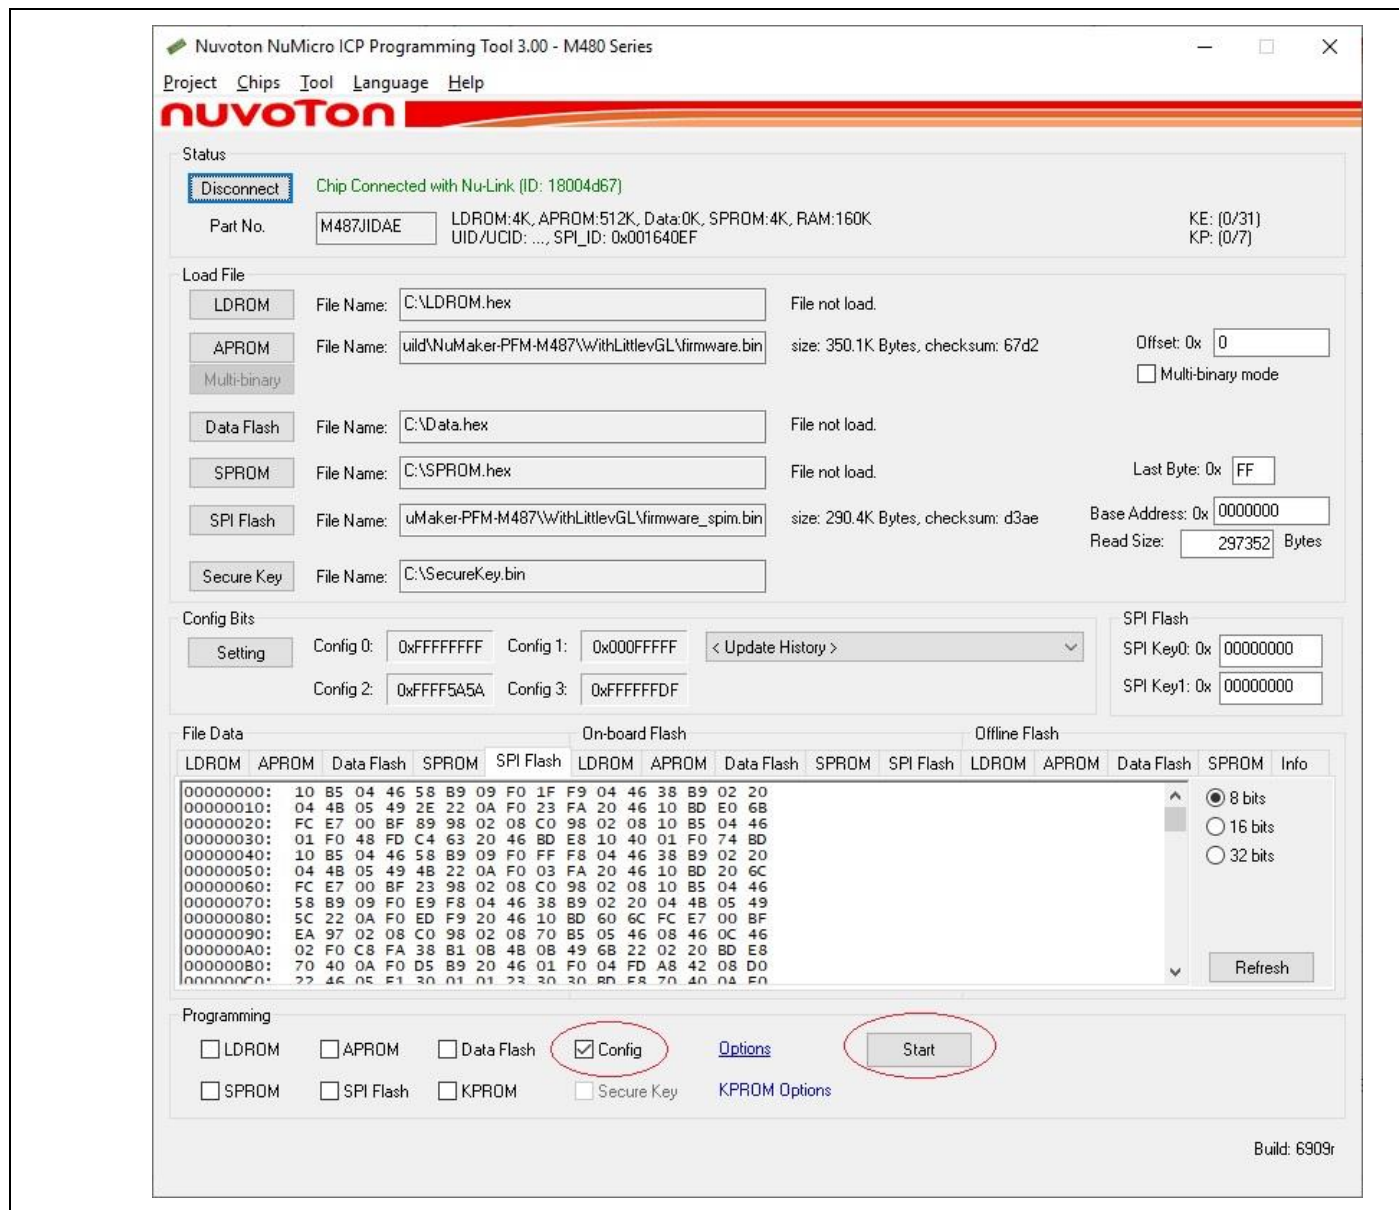 Nuvoton NuMicro ICP Programming Tool 3.00 - M480 Series
Project Chips Tool Language Help
nuvoTon
Status
Disconnect Chip Connected with Nu-Link (ID: 18004d67)
Part No. M487JIDAE LDROM:4K, APROM:512K, Data:0K, SPROM:4K, RAM:160K KE: (0/31)
UID/UCID: ..., SPI_ID: 0x001640EF KP: (0/7)
Load File
LDROM File Name: C:\LDROM.hex File not load.
APROM File Name: uild\NuMaker-PFM-M487\WithLittlevGL\firmware.bin size: 350.1K Bytes, checksum: 67d2 Offset: 0x 0
Multi-binary Multi-binary mode
Data Flash File Name: C:\Data.hex File not load.
SPROM File Name: C:\SPROM.hex File not load. Last Byte: 0x FF
SPI Flash File Name: uMaker-PFM-M487\WithLittlevGL\firmware_spim.bin size: 290.4K Bytes, checksum: d3ae Base Address: 0x 0000000
Read Size: 297352 Bytes
Secure Key File Name: C:\SecureKey.bin
Config Bits SPI Flash
Setting Config 0: 0xFFFFFFFF Config 1: 0x000FFFFF < Update History > SPI Key0: 0x 00000000
Config 2: 0xFFFF5A5A Config 3: 0xFFFFFFDF SPI Key1: 0x 00000000
File Data On-board Flash Offline Flash
LDROM APROM Data Flash SPROM SPI Flash LDROM APROM Data Flash SPROM SPI Flash LDROM APROM Data Flash SPROM Info
00000000: 10 B5 04 46 58 B9 09 F0 1F F9 04 46 38 B9 02 20 8 bits
00000010: 04 4B 05 49 2E 22 0A F0 23 FA 20 46 10 BD E0 6B
00000020: FC E7 00 BF 89 98 02 08 C0 98 02 08 10 B5 04 46 16 bits
00000030: 01 F0 48 FD C4 63 20 46 BD E8 10 40 01 F0 74 BD
00000040: 10 B5 04 46 58 B9 09 F0 FF F8 04 46 38 B9 02 20 32 bits
00000050: 04 4B 05 49 4B 22 0A F0 03 FA 20 46 10 BD 20 6C
00000060: FC E7 00 BF 23 98 02 08 C0 98 02 08 10 B5 04 46
00000070: 58 B9 09 F0 E9 F8 04 46 38 B9 02 20 04 4B 05 49
00000080: 5C 22 0A F0 ED F9 20 46 10 BD 60 6C FC E7 00 BF
00000090: EA 97 02 08 C0 98 02 08 70 B5 05 46 08 46 0C 46
000000A0: 02 F0 C8 FA 38 B1 0B 4B 0B 49 6B 22 02 20 BD E8
000000B0: 70 40 0A F0 D5 B9 20 46 01 F0 04 FD A8 42 08 D0 Refresh
000000C0: 22 46 05 F1 30 01 01 23 30 30 BD E8 70 40 0A F0
Programming
LDROM APROM Data Flash Config Options Start
SPROM SPI Flash KPROM Secure Key KPROM Options
Build: 6909r